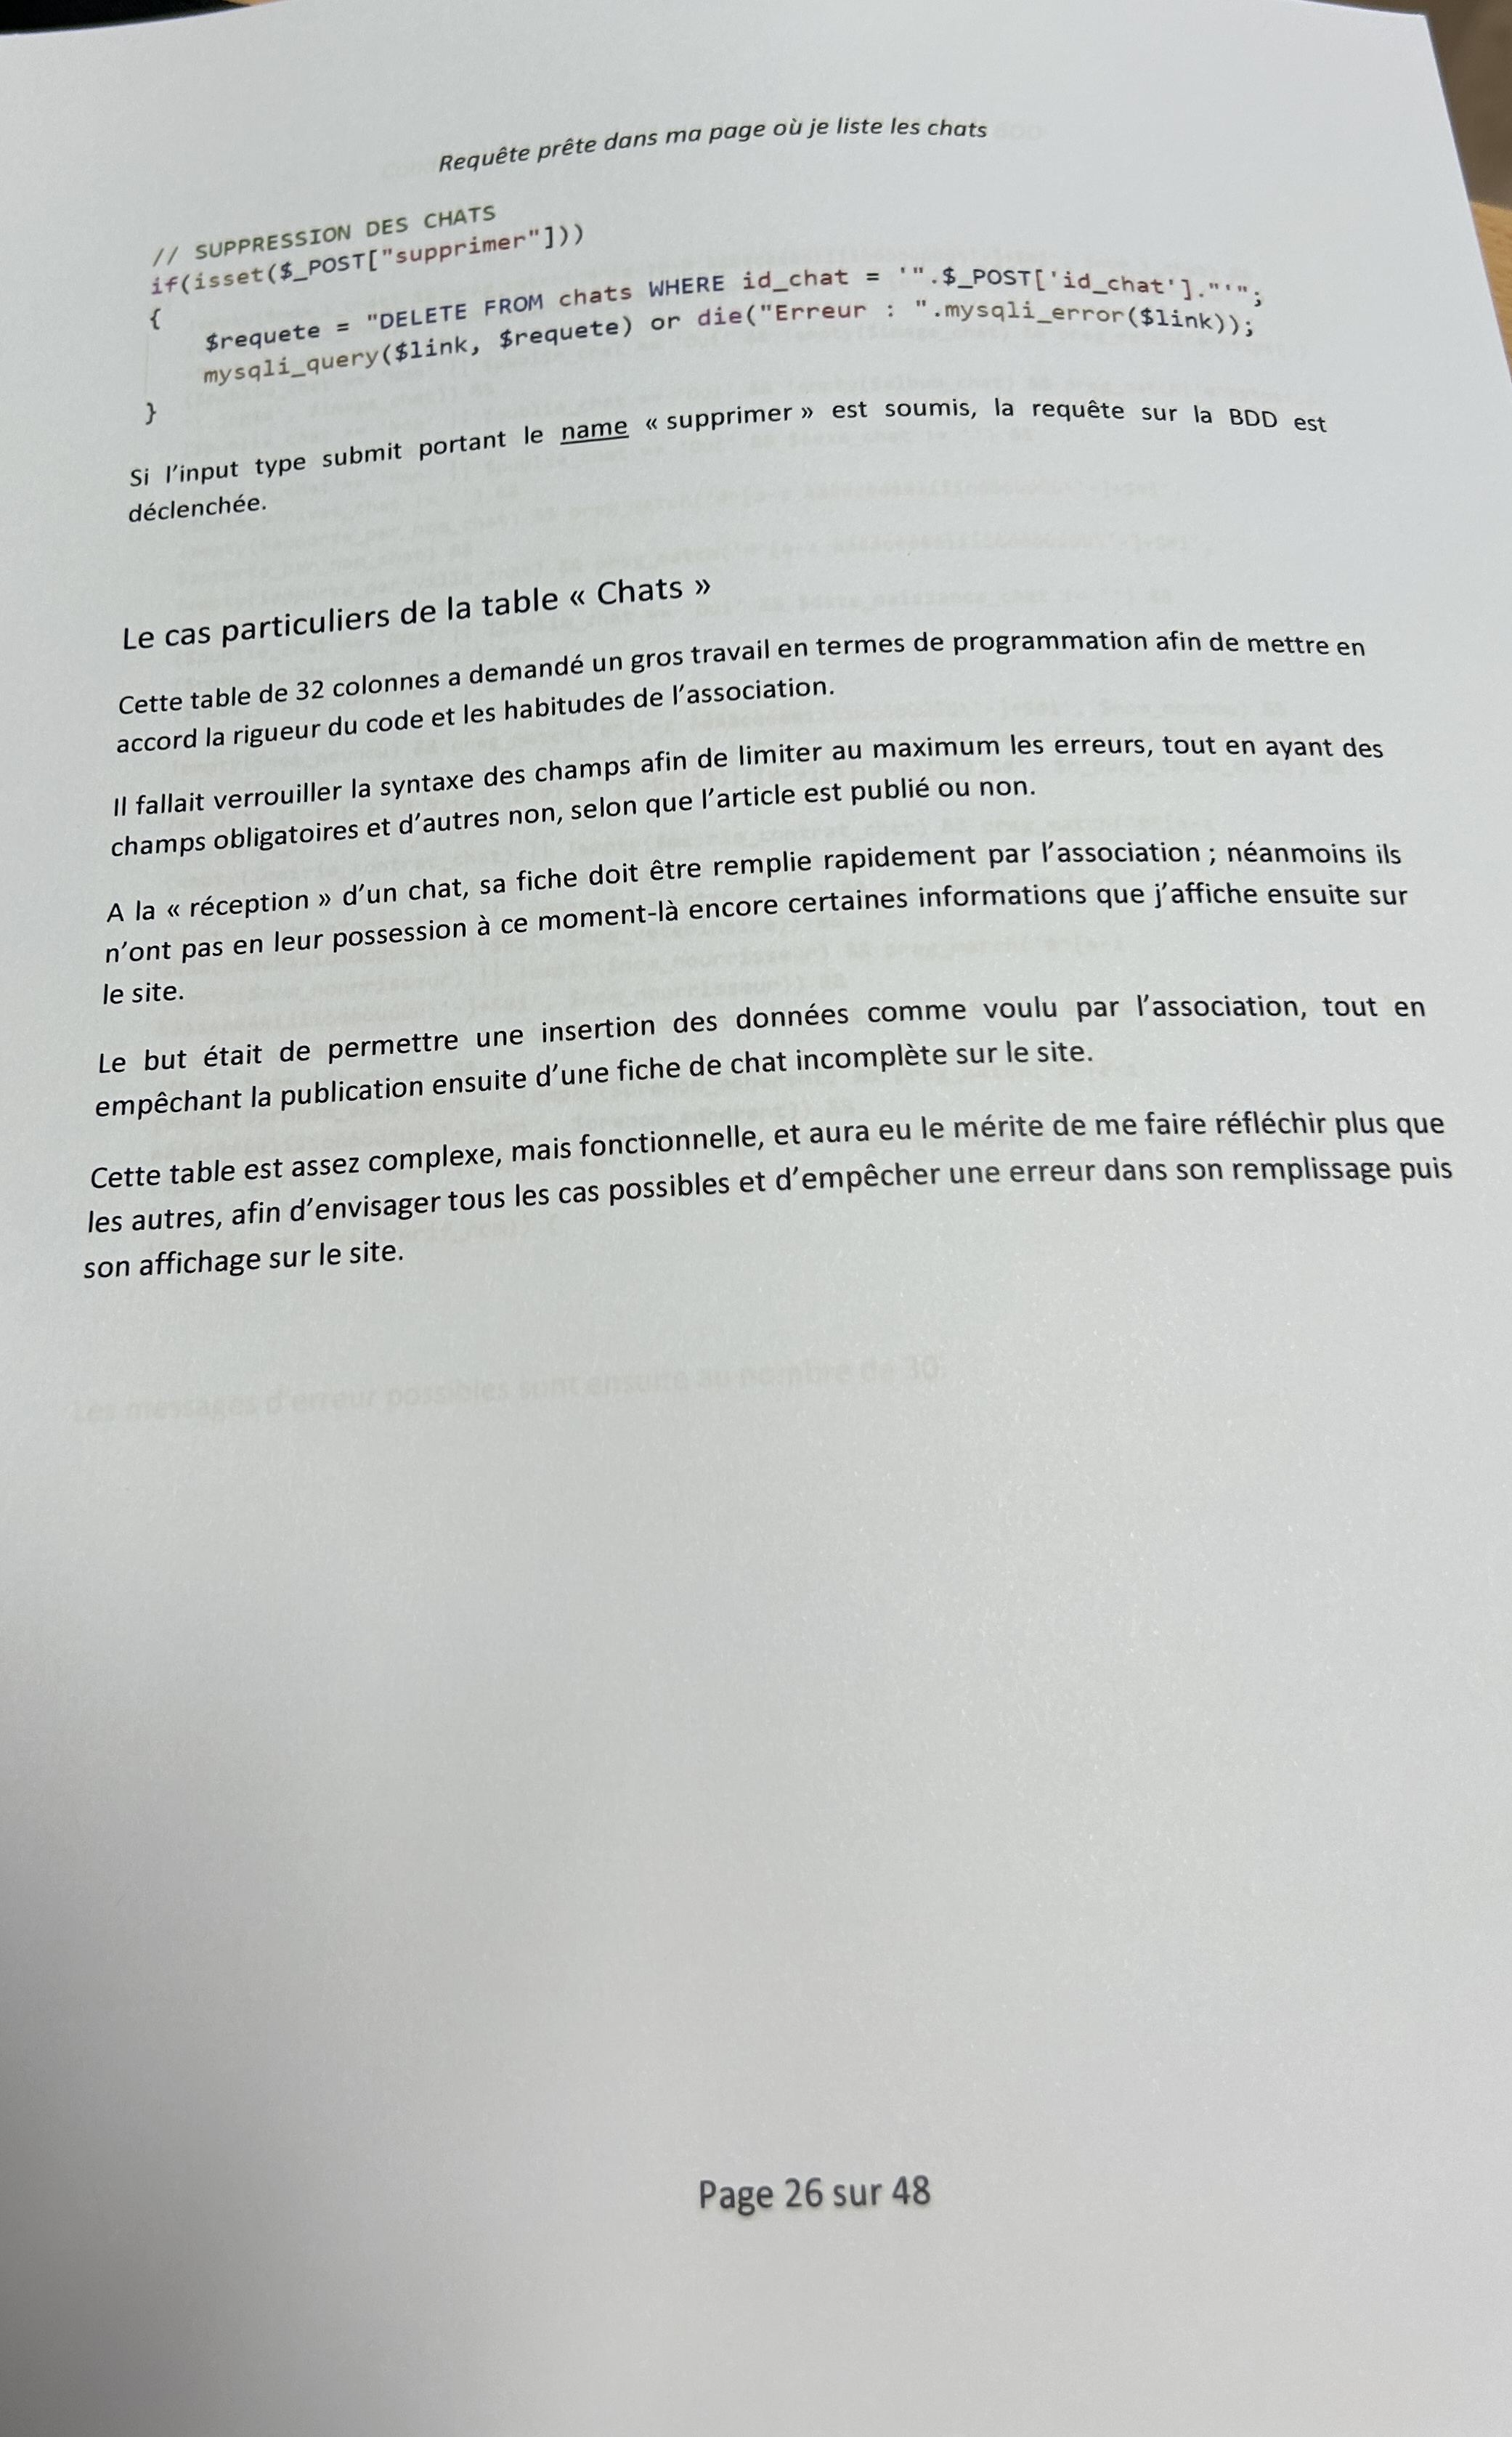 Requête prête dans ma page où je liste les chats
// SUPPRESSION DES CHATS
if(isset($_POST["supprimer"]))
{
$requete = "DELETE FROM chats WHERE id_chat = '".$_POST['id_chat']."'";
mysqli_query($link, $requete) or die("Erreur : ".mysqli_error($link));
}
Si l'input type submit portant le name « supprimer » est soumis, la requête sur la BDD est
déclenchée.
Le cas particuliers de la table « Chats »
Cette table de 32 colonnes a demandé un gros travail en termes de programmation afin de mettre en
accord la rigueur du code et les habitudes de l'association.
Il fallait verrouiller la syntaxe des champs afin de limiter au maximum les erreurs, tout en ayant des
champs obligatoires et d'autres non, selon que l'article est publié ou non.
A la « réception » d'un chat, sa fiche doit être remplie rapidement par l'association ; néanmoins ils
n'ont pas en leur possession à ce moment-là encore certaines informations que j'affiche ensuite sur
le site.
Le but était de permettre une insertion des données comme voulu par l'association, tout en
empêchant la publication ensuite d'une fiche de chat incomplète sur le site.
Cette table est assez complexe, mais fonctionnelle, et aura eu le mérite de me faire réfléchir plus que
les autres, afin d'envisager tous les cas possibles et d'empêcher une erreur dans son remplissage puis
son affichage sur le site.
Les messages d'erreur possibles sont ensuite au nombre de 30.
Page 26 sur 48